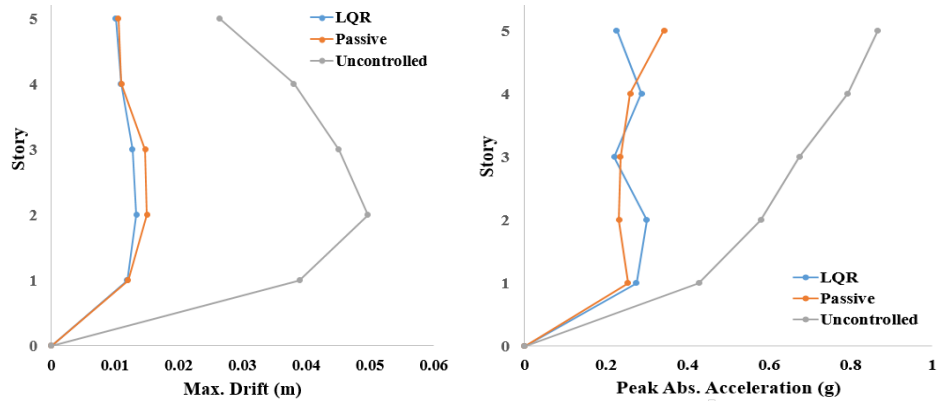 5
4
3
2
1
0
Story
LQR
Passive
Uncontrolled
0 0.01 0.02 0.03 0.04 0.05 0.06
Max. Drift (m)
5
4
3
2
1
0
Story
LQR
Passive
Uncontrolled
0 0.2 0.4 0.6 0.8 1
Peak Abs. Acceleration (g)